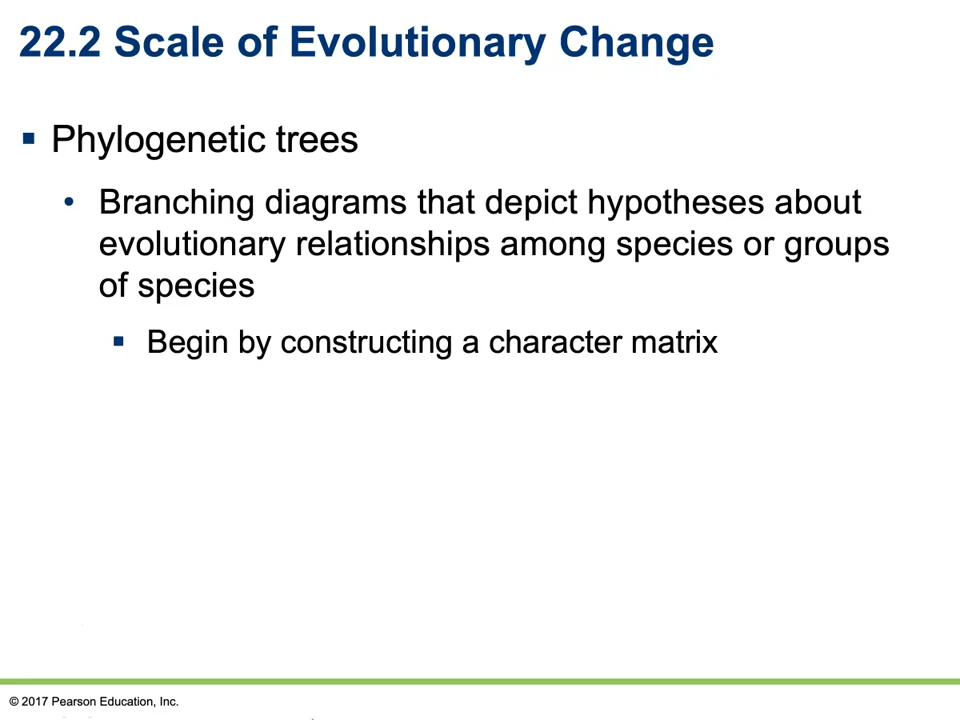 22.2 Scale of Evolutionary Change
▪ Phylogenetic trees
• Branching diagrams that depict hypotheses about
evolutionary relationships among species or groups
of species
▪ Begin by constructing a character matrix
© 2017 Pearson Education, Inc.